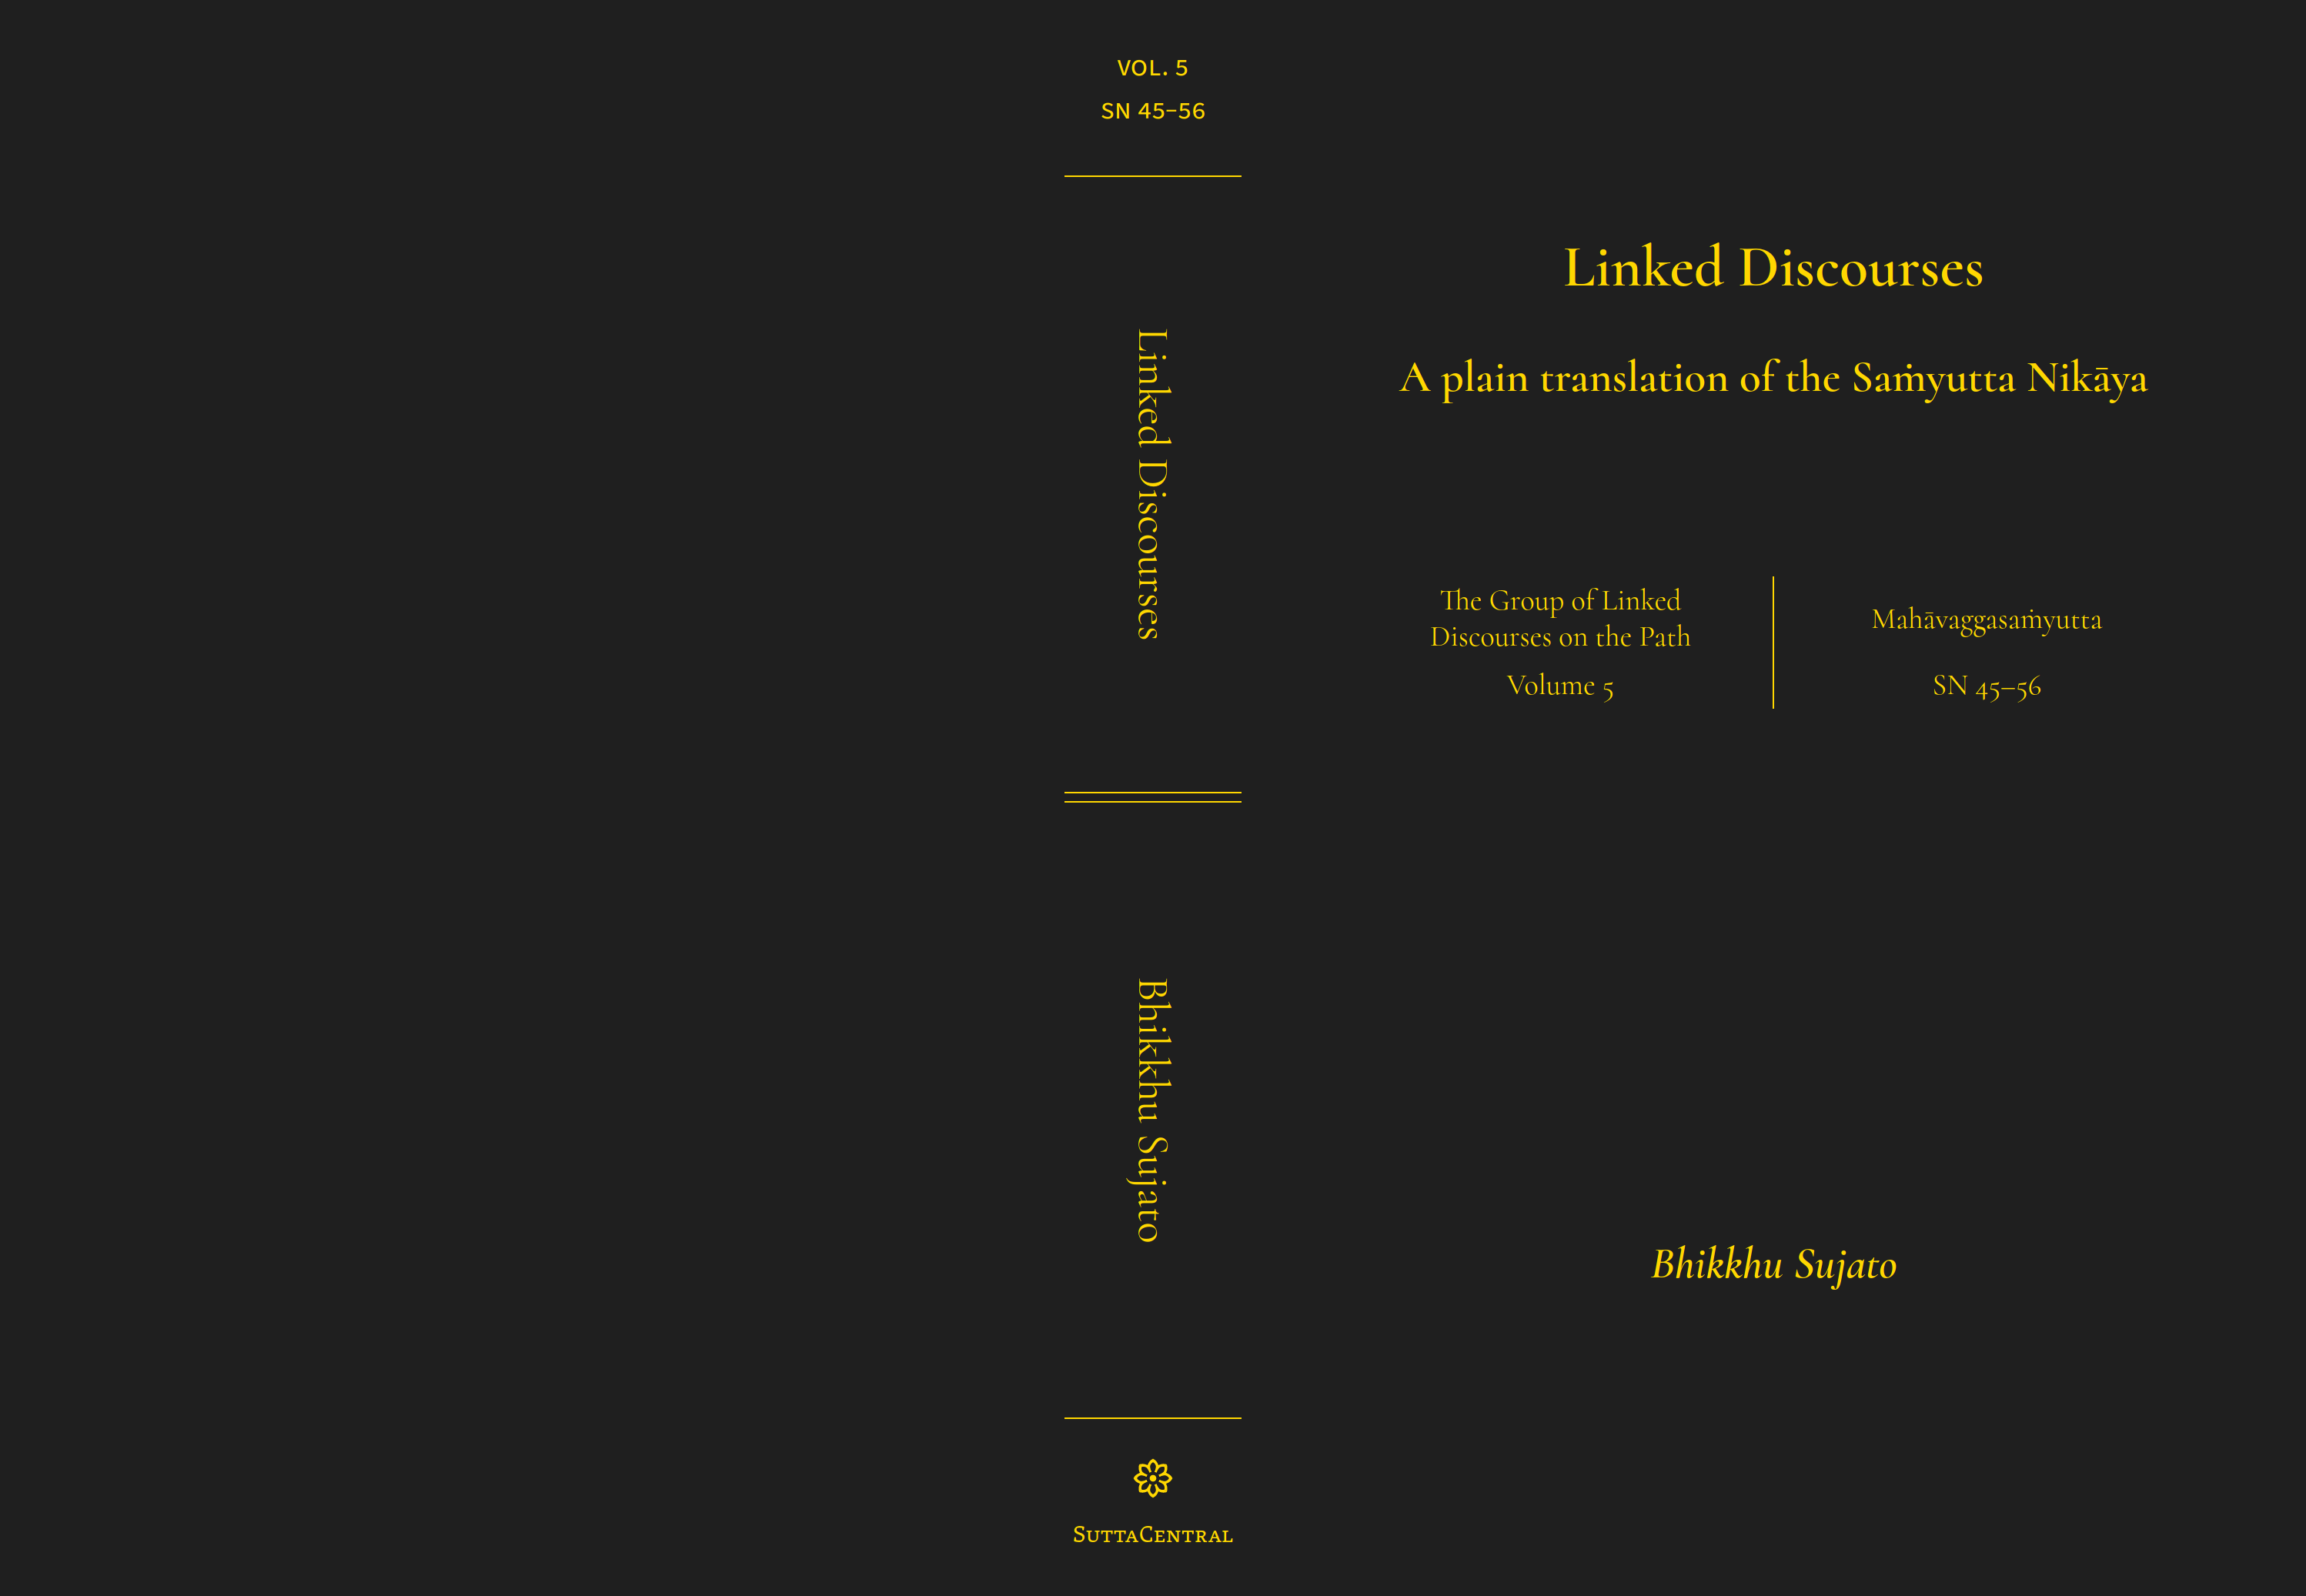 VOL. 5
SN 45–56
Linked Discourses
Bhikkhu Sujato
SuttaCentral
Linked Discourses
A plain translation of the Saṁyutta Nikāya
The Group of Linked
Discourses on the Path
Volume 5
Mahāvaggasaṁyutta
SN 45–56
Bhikkhu Sujato